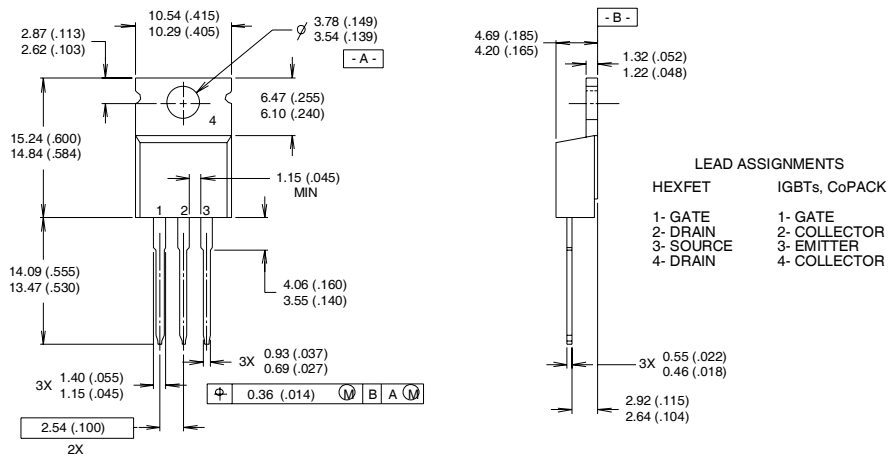 10.54 (.415)
10.29 (.405)
2.87 (.113)
2.62 (.103)
ø 3.78 (.149)
3.54 (.139)
- A -
6.47 (.255)
6.10 (.240)
4
15.24 (.600)
14.84 (.584)
1.15 (.045)
MIN
1 2 3
14.09 (.555)
13.47 (.530)
4.06 (.160)
3.55 (.140)
3X 0.93 (.037)
0.69 (.027)
3X 1.40 (.055)
1.15 (.045)
⌖ 0.36 (.014) Ⓜ B A Ⓜ
2.54 (.100)
2X
- B -
4.69 (.185)
4.20 (.165)
1.32 (.052)
1.22 (.048)
3X 0.55 (.022)
0.46 (.018)
2.92 (.115)
2.64 (.104)
LEAD ASSIGNMENTS
HEXFET
1- GATE
2- DRAIN
3- SOURCE
4- DRAIN
IGBTs, CoPACK
1- GATE
2- COLLECTOR
3- EMITTER
4- COLLECTOR